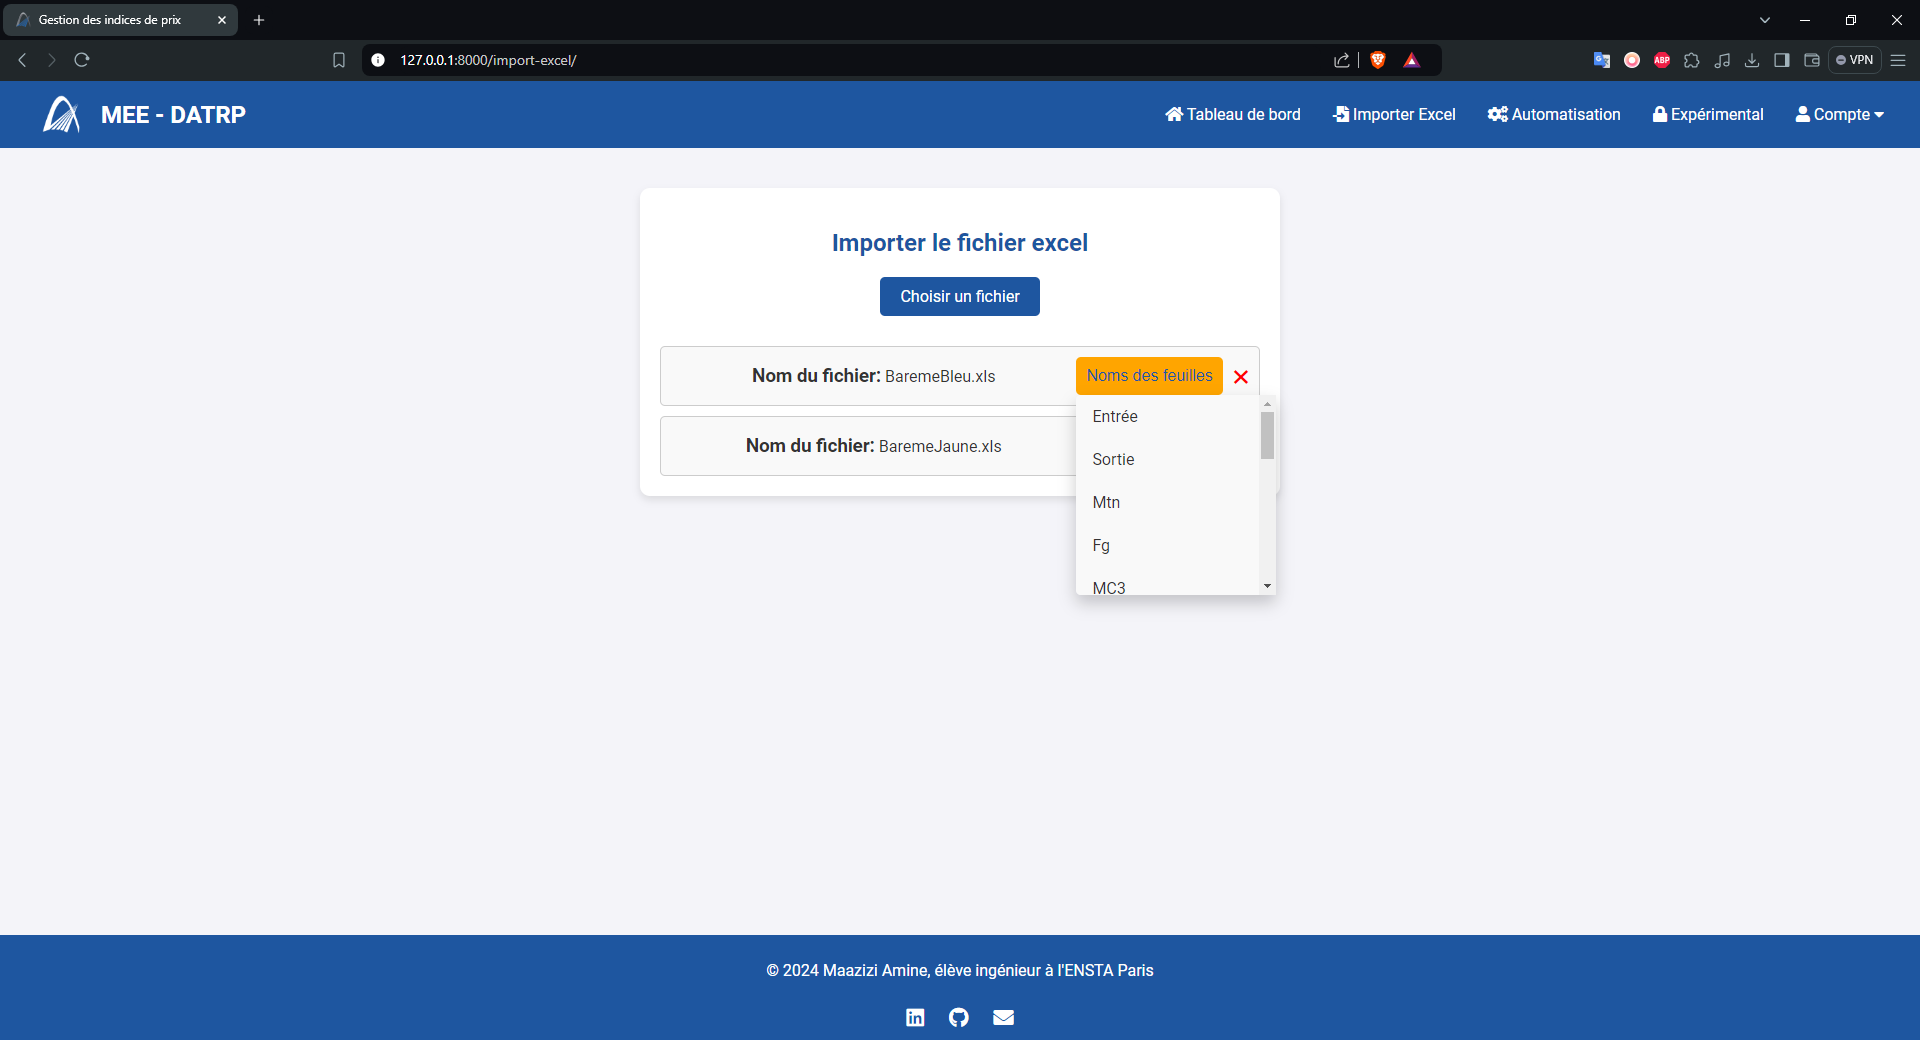 Gestion des indices de prix
127.0.0.1:8000/import-excel/
ABP
VPN
MEE - DATRP
Tableau de bord
Importer Excel
Automatisation
Expérimental
Compte
Importer le fichier excel
Choisir un fichier
Nom du fichier: BaremeBleu.xls
Noms des feuilles
Entrée
Nom du fichier: BaremeJaune.xls
Sortie
Mtn
Fg
MC3
© 2024 Maazizi Amine, élève ingénieur à l'ENSTA Paris
in